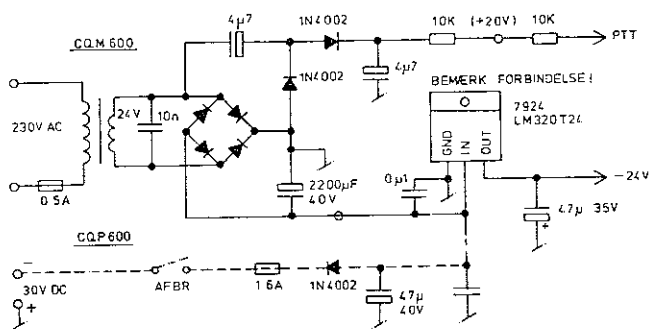 CQM 600
4µ7
1N4002
10K
(+20V)
10K
PTT
1N4002
4µ7
BEMÆRK FORBINDELSE!
230V AC
24V
10n
7924
LM320T24
GND
IN
OUT
0.5A
2200µF
40V
0µ1
-24V
47µ 35V
+
CQP600
-
30V DC
+
AFBR
1.6A
1N4002
47µ
40V